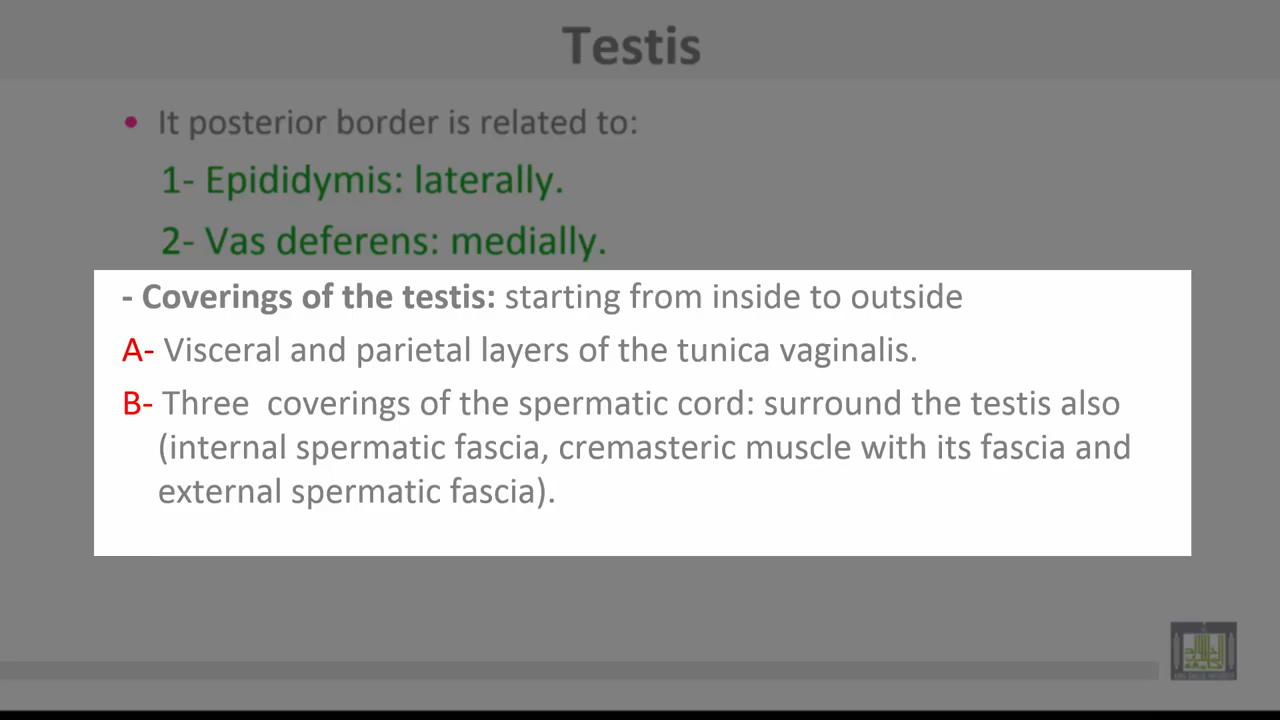 Testis
• It posterior border is related to:
1- Epididymis: laterally.
2- Vas deferens: medially.
- Coverings of the testis: starting from inside to outside
A- Visceral and parietal layers of the tunica vaginalis.
B- Three coverings of the spermatic cord: surround the testis also
(internal spermatic fascia, cremasteric muscle with its fascia and
external spermatic fascia).